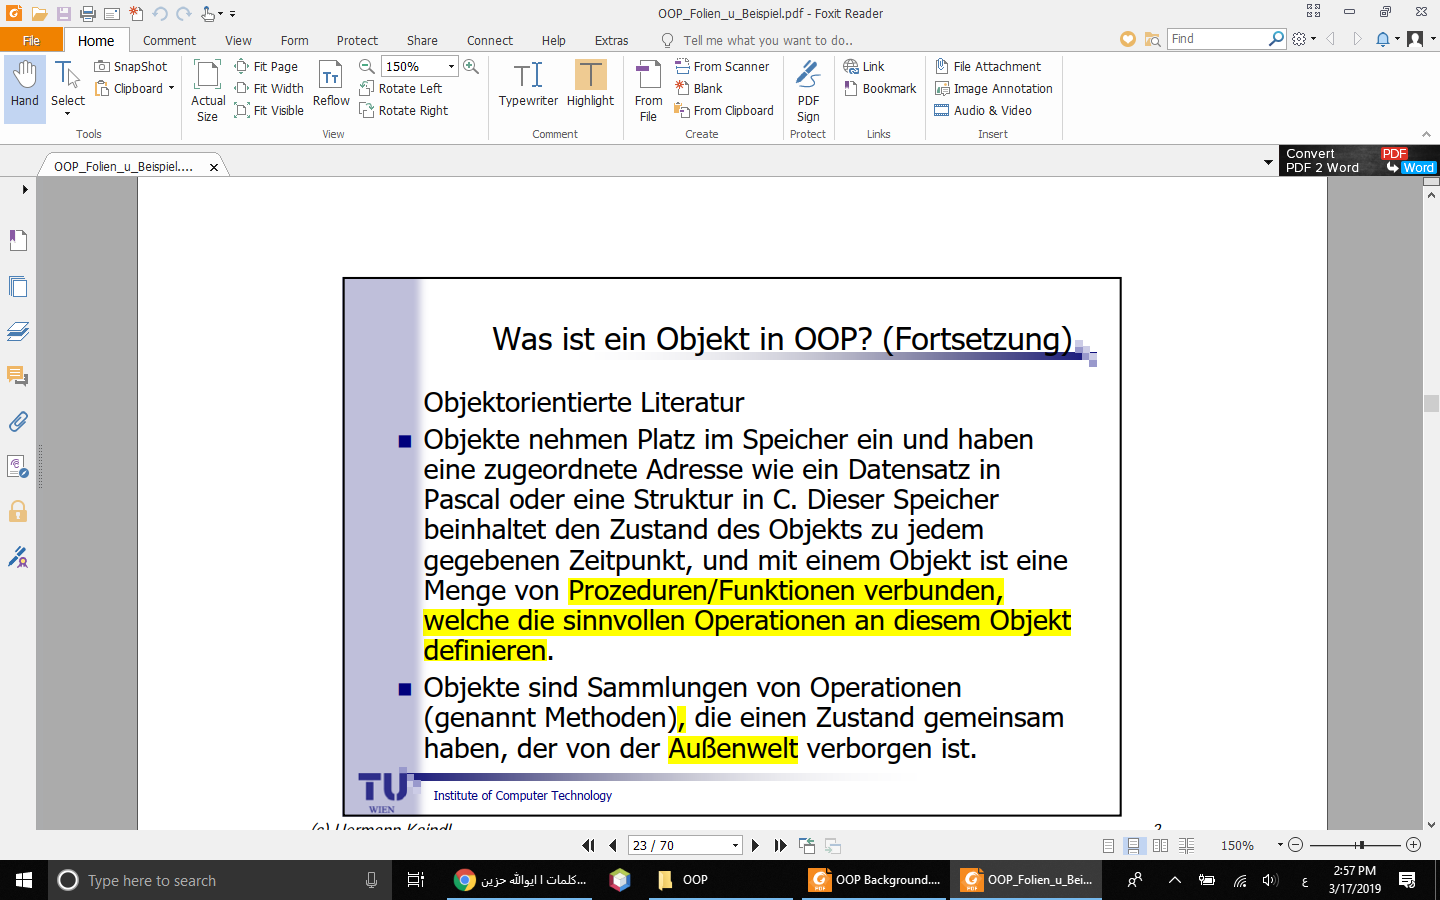 OOP_Folien_u_Beispiel.pdf - Foxit Reader
File Home Comment View Form Protect Share Connect Help Extras Tell me what you want to do.. Find
Hand
Select
SnapShot
Clipboard
Tools
Actual
Size
Fit Page
Fit Width
Fit Visible
Reflow
150%
Rotate Left
Rotate Right
View
Typewriter
Highlight
Comment
From
File
From Scanner
Blank
From Clipboard
Create
PDF
Sign
Protect
Link
Bookmark
Links
File Attachment
Image Annotation
Audio & Video
Insert
OOP_Folien_u_Beispiel....
Convert PDF
PDF 2 Word Word
Was ist ein Objekt in OOP? (Fortsetzung)
Objektorientierte Literatur
Objekte nehmen Platz im Speicher ein und haben
eine zugeordnete Adresse wie ein Datensatz in
Pascal oder eine Struktur in C. Dieser Speicher
beinhaltet den Zustand des Objekts zu jedem
gegebenen Zeitpunkt, und mit einem Objekt ist eine
Menge von Prozeduren/Funktionen verbunden,
welche die sinnvollen Operationen an diesem Objekt
definieren.
Objekte sind Sammlungen von Operationen
(genannt Methoden), die einen Zustand gemeinsam
haben, der von der Außenwelt verborgen ist.
TU
WIEN
Institute of Computer Technology
(c) Hermann Kaindl
2
23 / 70
150%
Type here to search
كلمات ا ايوالله حزين...
OOP
OOP Background....
OOP_Folien_u_Bei...
ع
2:57 PM
3/17/2019